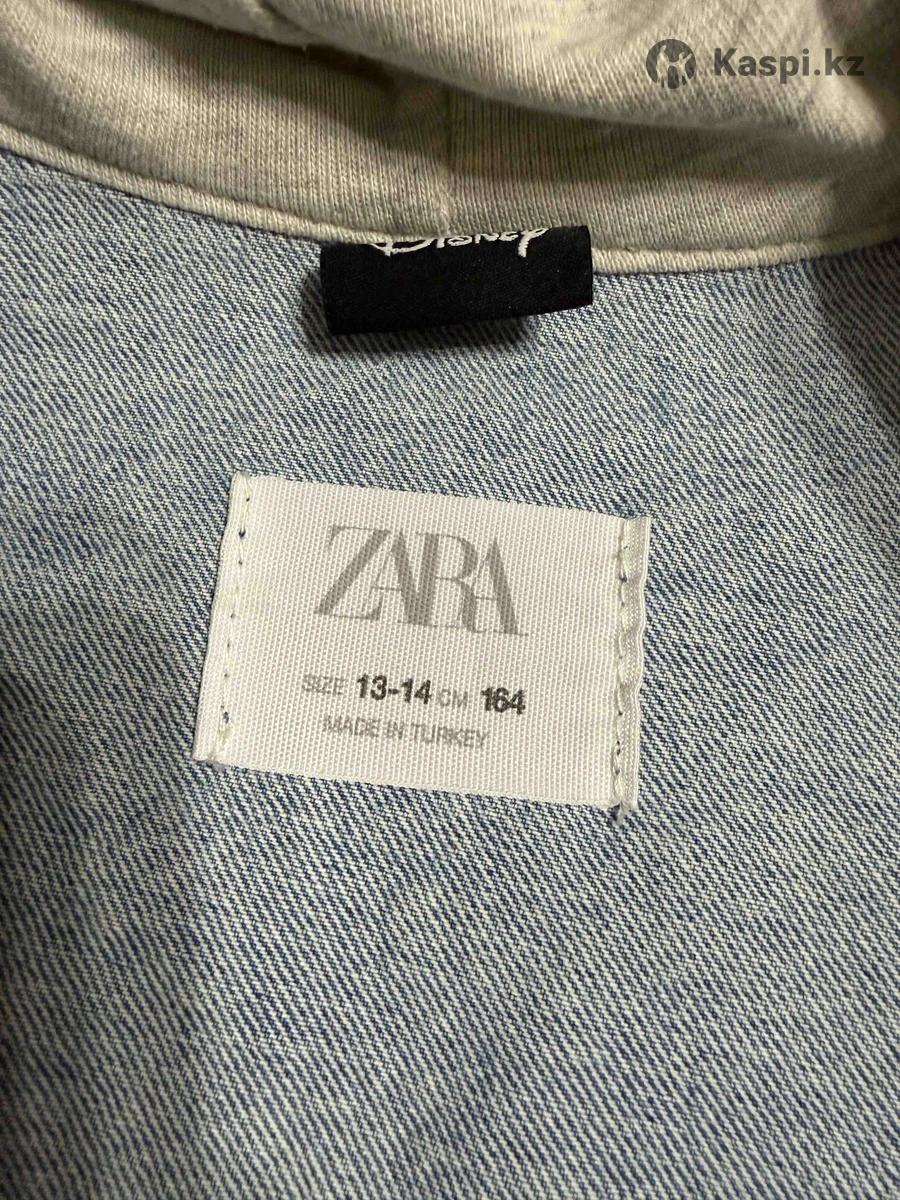 Kaspi.kz
Disney
ZARA
SIZE 13-14 CM 164
MADE IN TURKEY